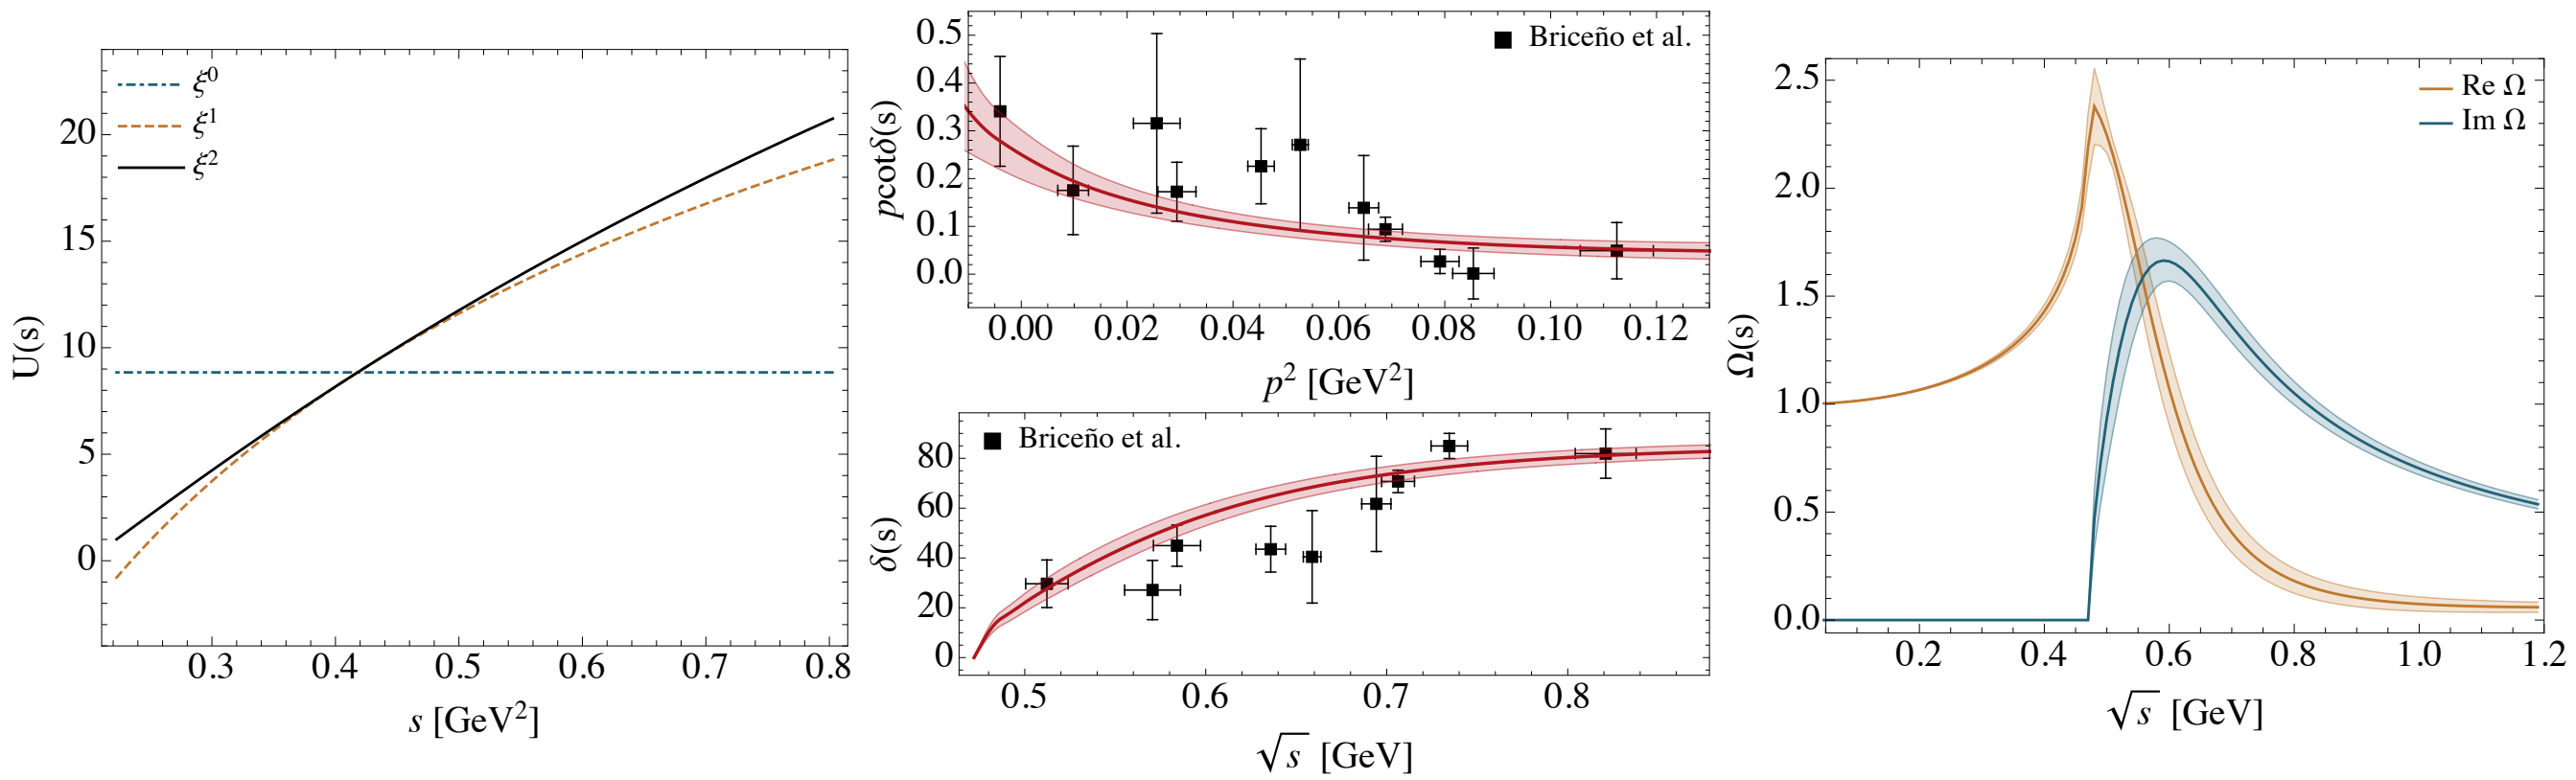 ξ⁰
ξ¹
ξ²
20
15
10
5
0
U(s)
0.3 0.4 0.5 0.6 0.7 0.8
s [GeV²]
Briceño et al.
0.5
0.4
0.3
0.2
0.1
0.0
pcotδ(s)
0.00 0.02 0.04 0.06 0.08 0.10 0.12
p² [GeV²]
Briceño et al.
80
60
40
20
0
δ(s)
0.5 0.6 0.7 0.8
√s [GeV]
Re Ω
Im Ω
2.5
2.0
1.5
1.0
0.5
0.0
Ω(s)
0.2 0.4 0.6 0.8 1.0 1.2
√s [GeV]